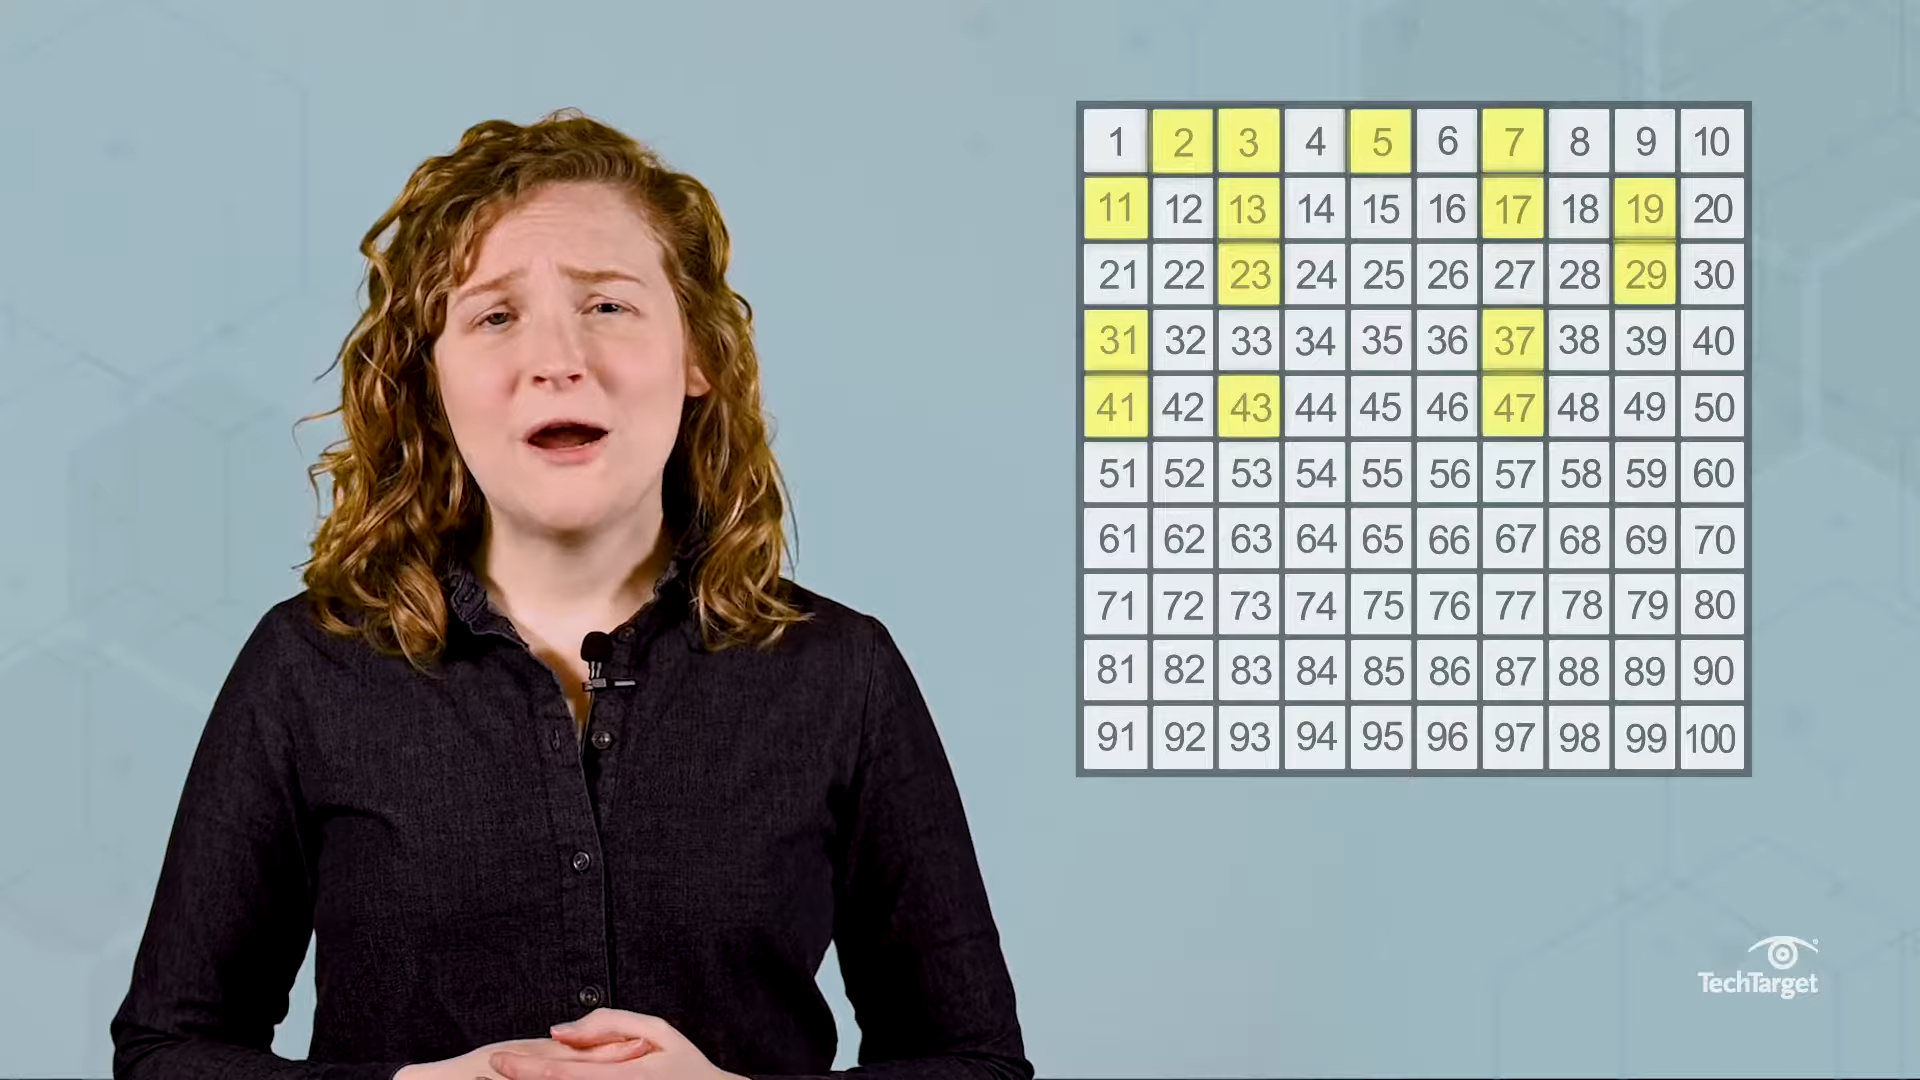 1 2 3 4 5 6 7 8 9 10
11 12 13 14 15 16 17 18 19 20
21 22 23 24 25 26 27 28 29 30
31 32 33 34 35 36 37 38 39 40
41 42 43 44 45 46 47 48 49 50
51 52 53 54 55 56 57 58 59 60
61 62 63 64 65 66 67 68 69 70
71 72 73 74 75 76 77 78 79 80
81 82 83 84 85 86 87 88 89 90
91 92 93 94 95 96 97 98 99 100
TechTarget